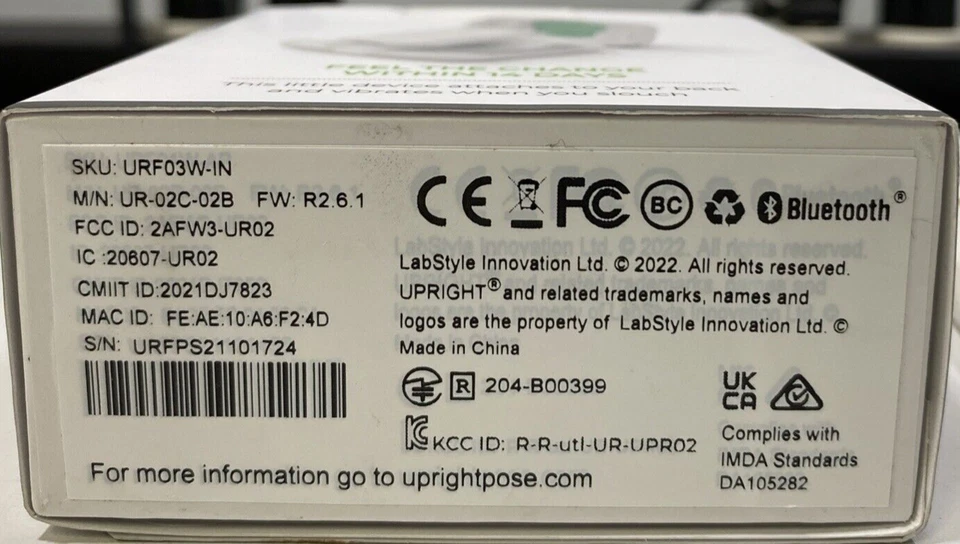 FEEL THE CHANGE
WITHIN 14 DAYS
This little device attaches to your back
and vibrates when you slouch
SKU: URF03W-IN
M/N: UR-02C-02B FW: R2.6.1
FCC ID: 2AFW3-UR02
IC :20607-UR02
CMIIT ID:2021DJ7823
MAC ID: FE:AE:10:A6:F2:4D
S/N: URFPS21101724
CE FC BC Bluetooth®
LabStyle Innovation Ltd. © 2022. All rights reserved.
UPRIGHT® and related trademarks, names and
logos are the property of LabStyle Innovation Ltd. ©
Made in China
R 204-B00399
KCC ID: R-R-utl-UR-UPR02
UK
CA
Complies with
IMDA Standards
DA105282
For more information go to uprightpose.com